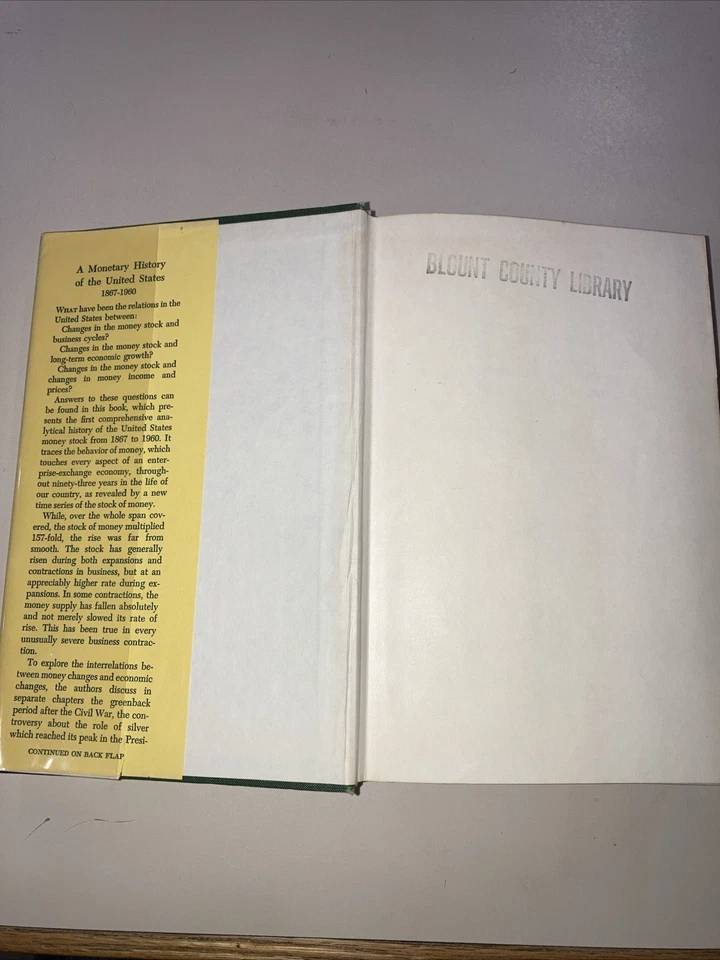 A Monetary History
of the United States
1867-1960
WHAT have been the relations in the
United States between:
Changes in the money stock and
business cycles?
Changes in the money stock and
long-term economic growth?
Changes in the money stock and
changes in money income and
prices?
Answers to these questions can
be found in this book, which pre-
sents the first comprehensive ana-
lytical history of the United States
money stock from 1867 to 1960. It
traces the behavior of money, which
touches every aspect of an enter-
prise-exchange economy, through-
out ninety-three years in the life of
our country, as revealed by a new
time series of the stock of money.
While, over the whole span cov-
ered, the stock of money multiplied
157-fold, the rise was far from
smooth. The stock has generally
risen during both expansions and
contractions in business, but at an
appreciably higher rate during ex-
pansions. In some contractions, the
money supply has fallen absolutely
and not merely slowed its rate of
rise. This has been true in every
unusually severe business contrac-
tion.
To explore the interrelations be-
tween money changes and economic
changes, the authors discuss in
separate chapters the greenback
period after the Civil War, the con-
troversy about the role of silver
which reached its peak in the Presi-
CONTINUED ON BACK FLAP
BLOUNT COUNTY LIBRARY